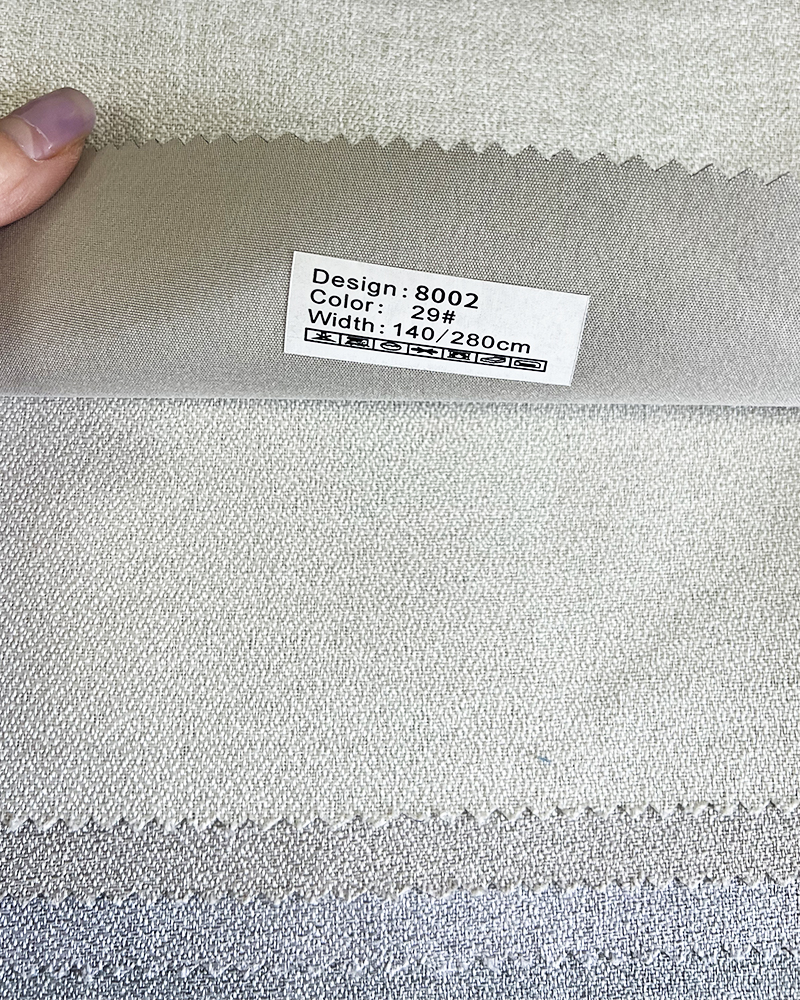 Design: 8002
Color: 29#
Width: 140/280cm